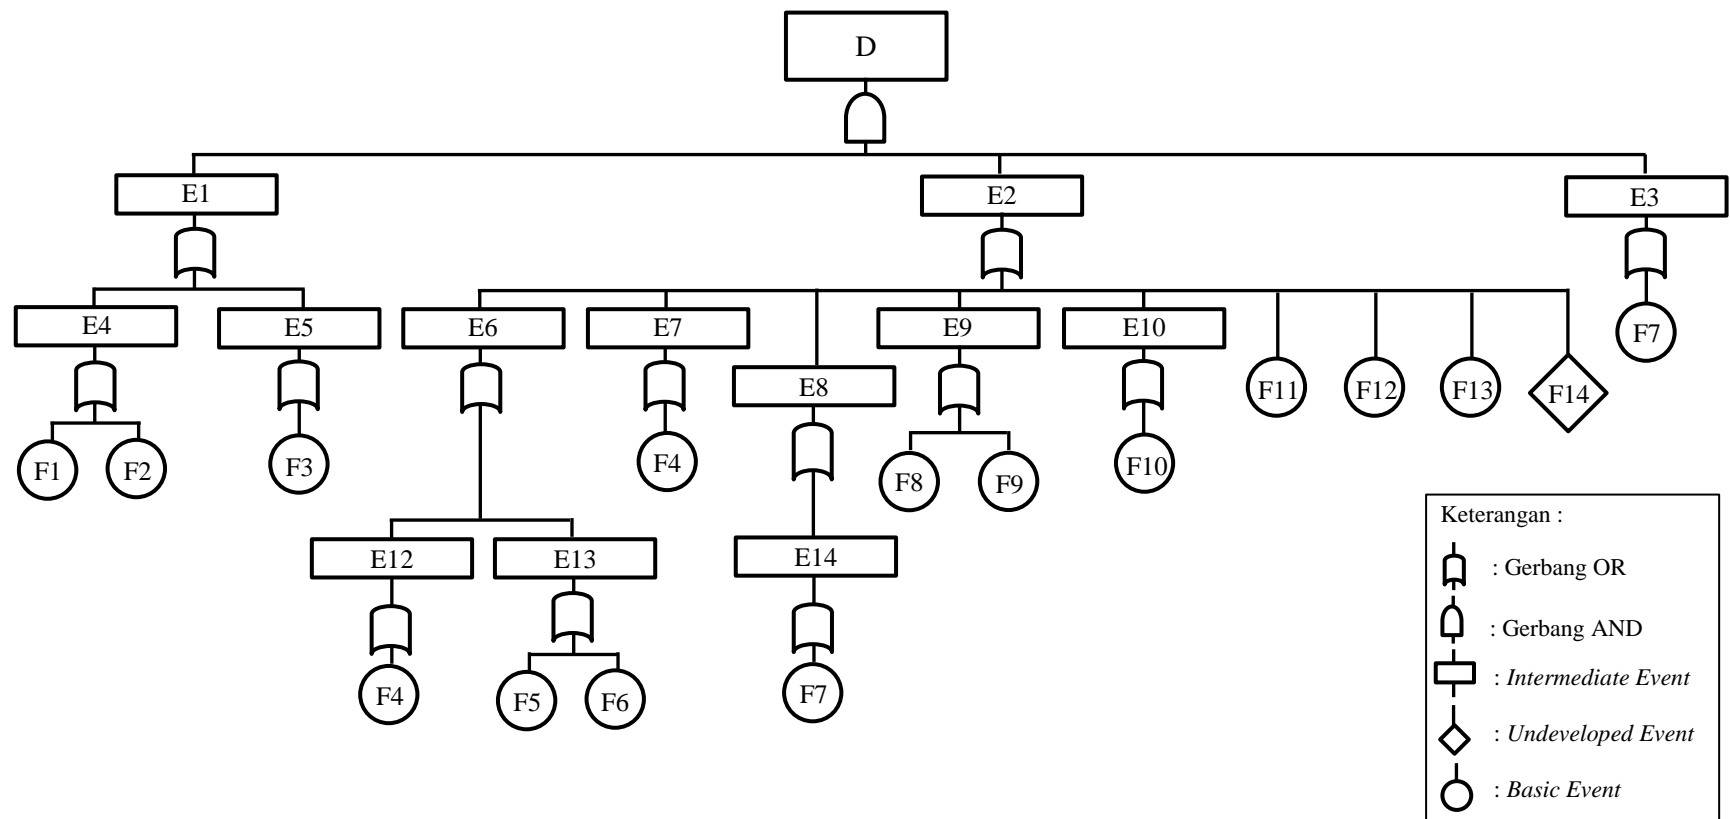 D
E1
E2
E3
E4
E5
E6
E7
E8
E9
E10
F11
F12
F13
F14
F7
F1
F2
F3
F4
F8
F9
F10
E12
E13
E14
F4
F5
F6
F7
Keterangan :
: Gerbang OR
: Gerbang AND
: Intermediate Event
: Undeveloped Event
: Basic Event